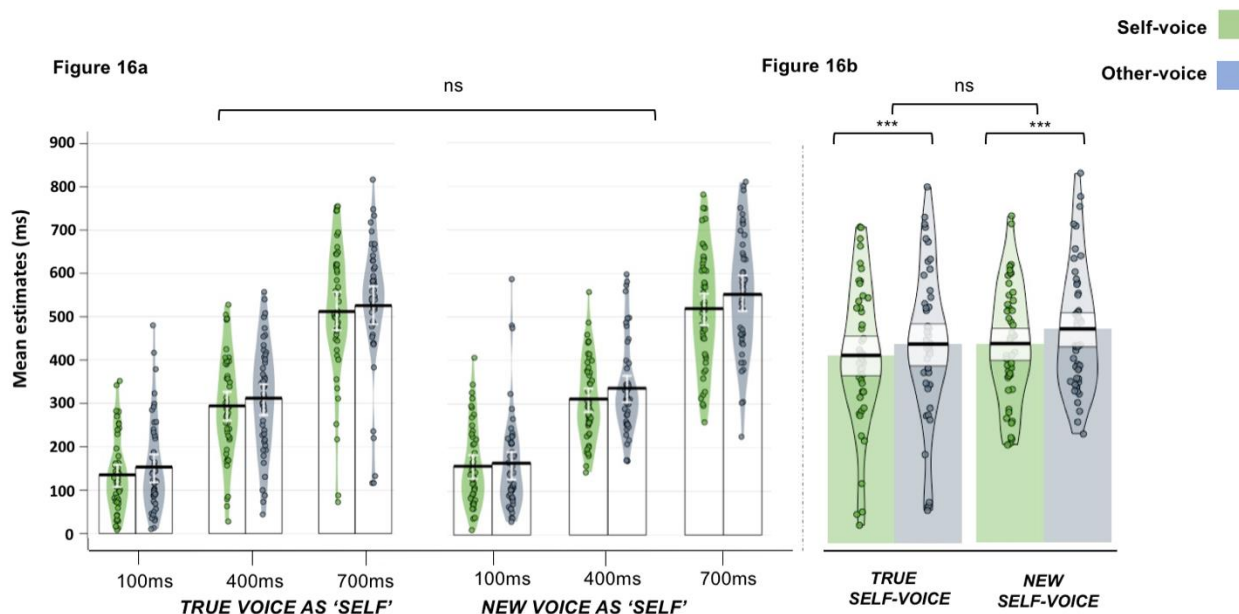 Self-voice
Other-voice
Figure 16a
Figure 16b
ns
ns
***
***
Mean estimates (ms)
900
800
700
600
500
400
300
200
100
0
100ms
400ms
700ms
100ms
400ms
700ms
TRUE VOICE AS ‘SELF’
NEW VOICE AS ‘SELF’
TRUE
SELF-VOICE
NEW
SELF-VOICE